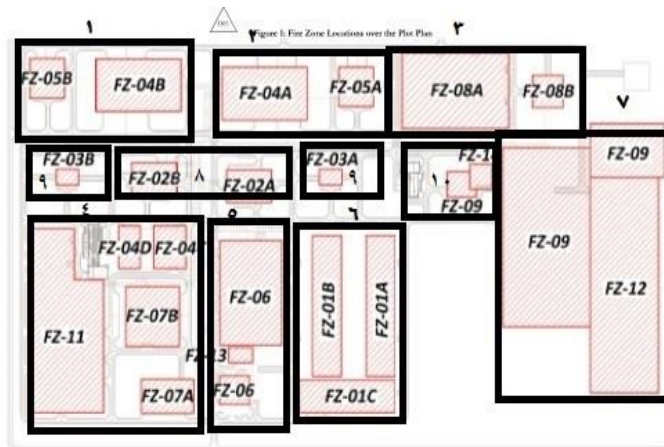 Figure 1: Fire Zone Locations over the Plot Plan
١
٢
٣
FZ-05B
FZ-04B
FZ-04A
FZ-05A
FZ-08A
FZ-08B
٧
FZ-03B
٩
FZ-02B
٨
FZ-02A
FZ-03A
٩
١٠
FZ-09
FZ-09
FZ-09
FZ-12
٤
٥
٦
FZ-04D
FZ-11
FZ-07B
FZ-07A
FZ-06
FZ-06
FZ-01B
FZ-01A
FZ-01C